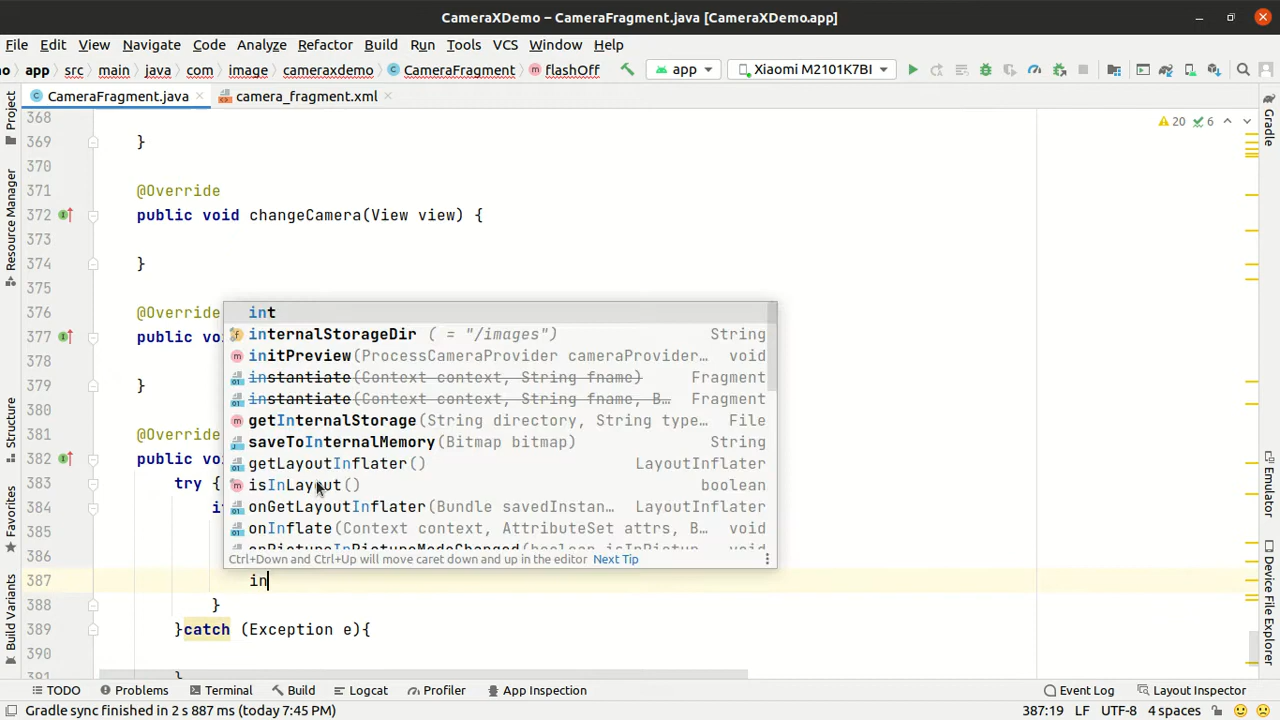 CameraXDemo – CameraFragment.java [CameraXDemo.app]
File Edit View Navigate Code Analyze Refactor Build Run Tools VCS Window Help
app src main java com image cameraxdemo CameraFragment flashOff app Xiaomi M2101K7BI
CameraFragment.java camera_fragment.xml
Project
Resource Manager
Structure
Favorites
Build Variants
368
369 }
370
371 @Override
372 public void changeCamera(View view) {
373
374 }
375
376 @Override
377 public vo
378
379 }
380
381 @Override
382 public vo
383 try {
384
385
386
387 in
388 }
389 }catch (Exception e){
390
391 }
int
internalStorageDir ( = "/images") String
initPreview(ProcessCameraProvider cameraProvider… void
instantiate(Context context, String fname) Fragment
instantiate(Context context, String fname, B… Fragment
getInternalStorage(String directory, String type… File
saveToInternalMemory(Bitmap bitmap) String
getLayoutInflater() LayoutInflater
isInLayout() boolean
onGetLayoutInflater(Bundle savedInstan… LayoutInflater
onInflate(Context context, AttributeSet attrs, B… void
Ctrl+Down and Ctrl+Up will move caret down and up in the editor Next Tip
20 6
Gradle
Emulator
Device File Explorer
TODO Problems Terminal Build Logcat Profiler App Inspection Event Log Layout Inspector
Gradle sync finished in 2 s 887 ms (today 7:45 PM) 387:19 LF UTF-8 4 spaces